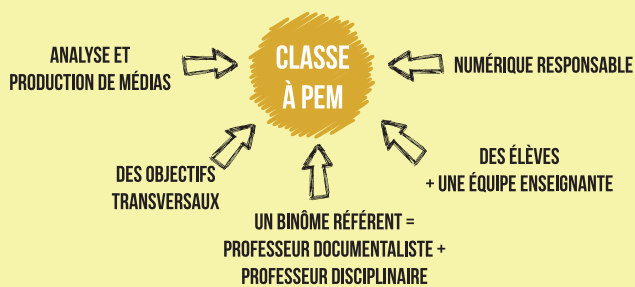 CLASSE
À PEM
ANALYSE ET
PRODUCTION DE MÉDIAS
NUMÉRIQUE RESPONSABLE
DES OBJECTIFS
TRANSVERSAUX
DES ÉLÈVES
+ UNE ÉQUIPE ENSEIGNANTE
UN BINÔME RÉFÉRENT =
PROFESSEUR DOCUMENTALISTE +
PROFESSEUR DISCIPLINAIRE